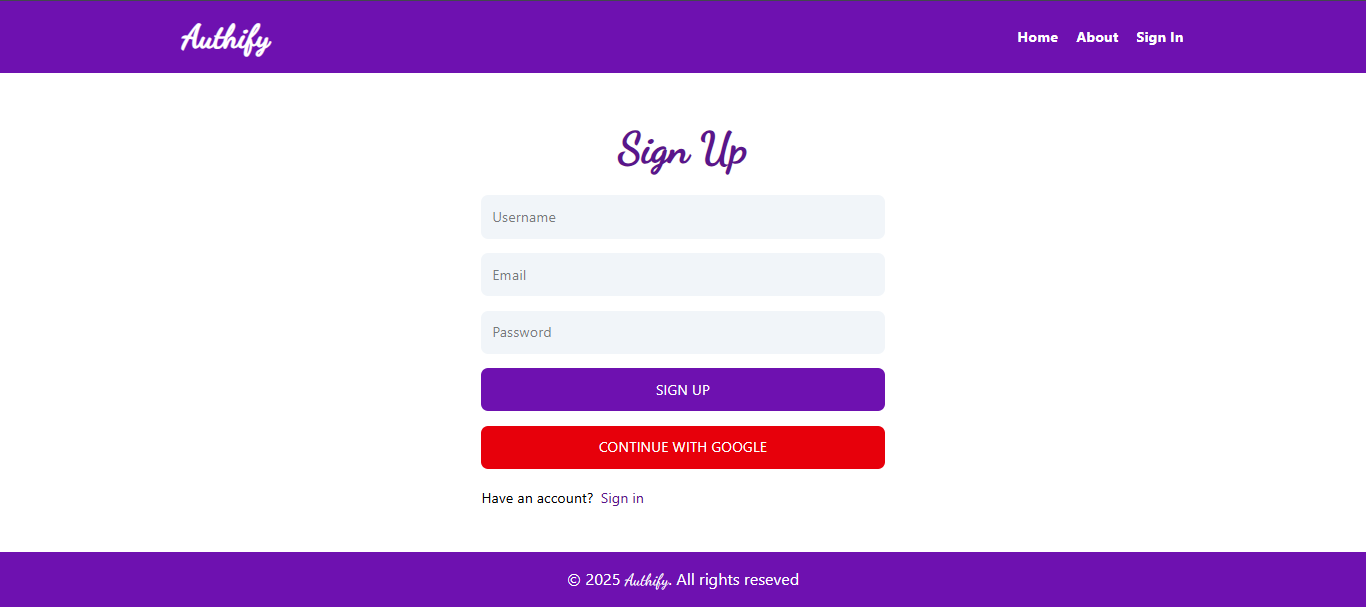 Authify
Home About Sign In
Sign Up
Username
Email
Password
SIGN UP
CONTINUE WITH GOOGLE
Have an account? Sign in
© 2025 Authify. All rights reseved